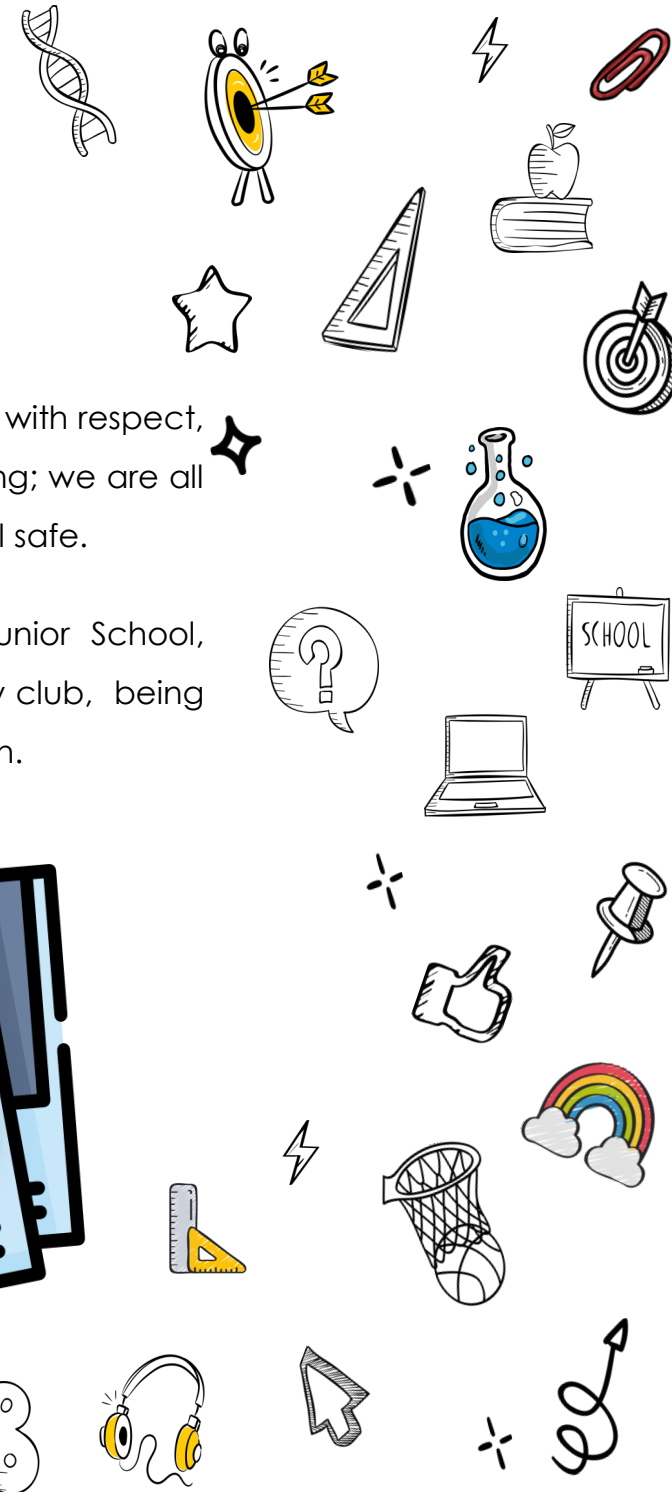 with respect,
ng; we are all
l safe.
unior School,
y club, being
n.
SCHOOL
?